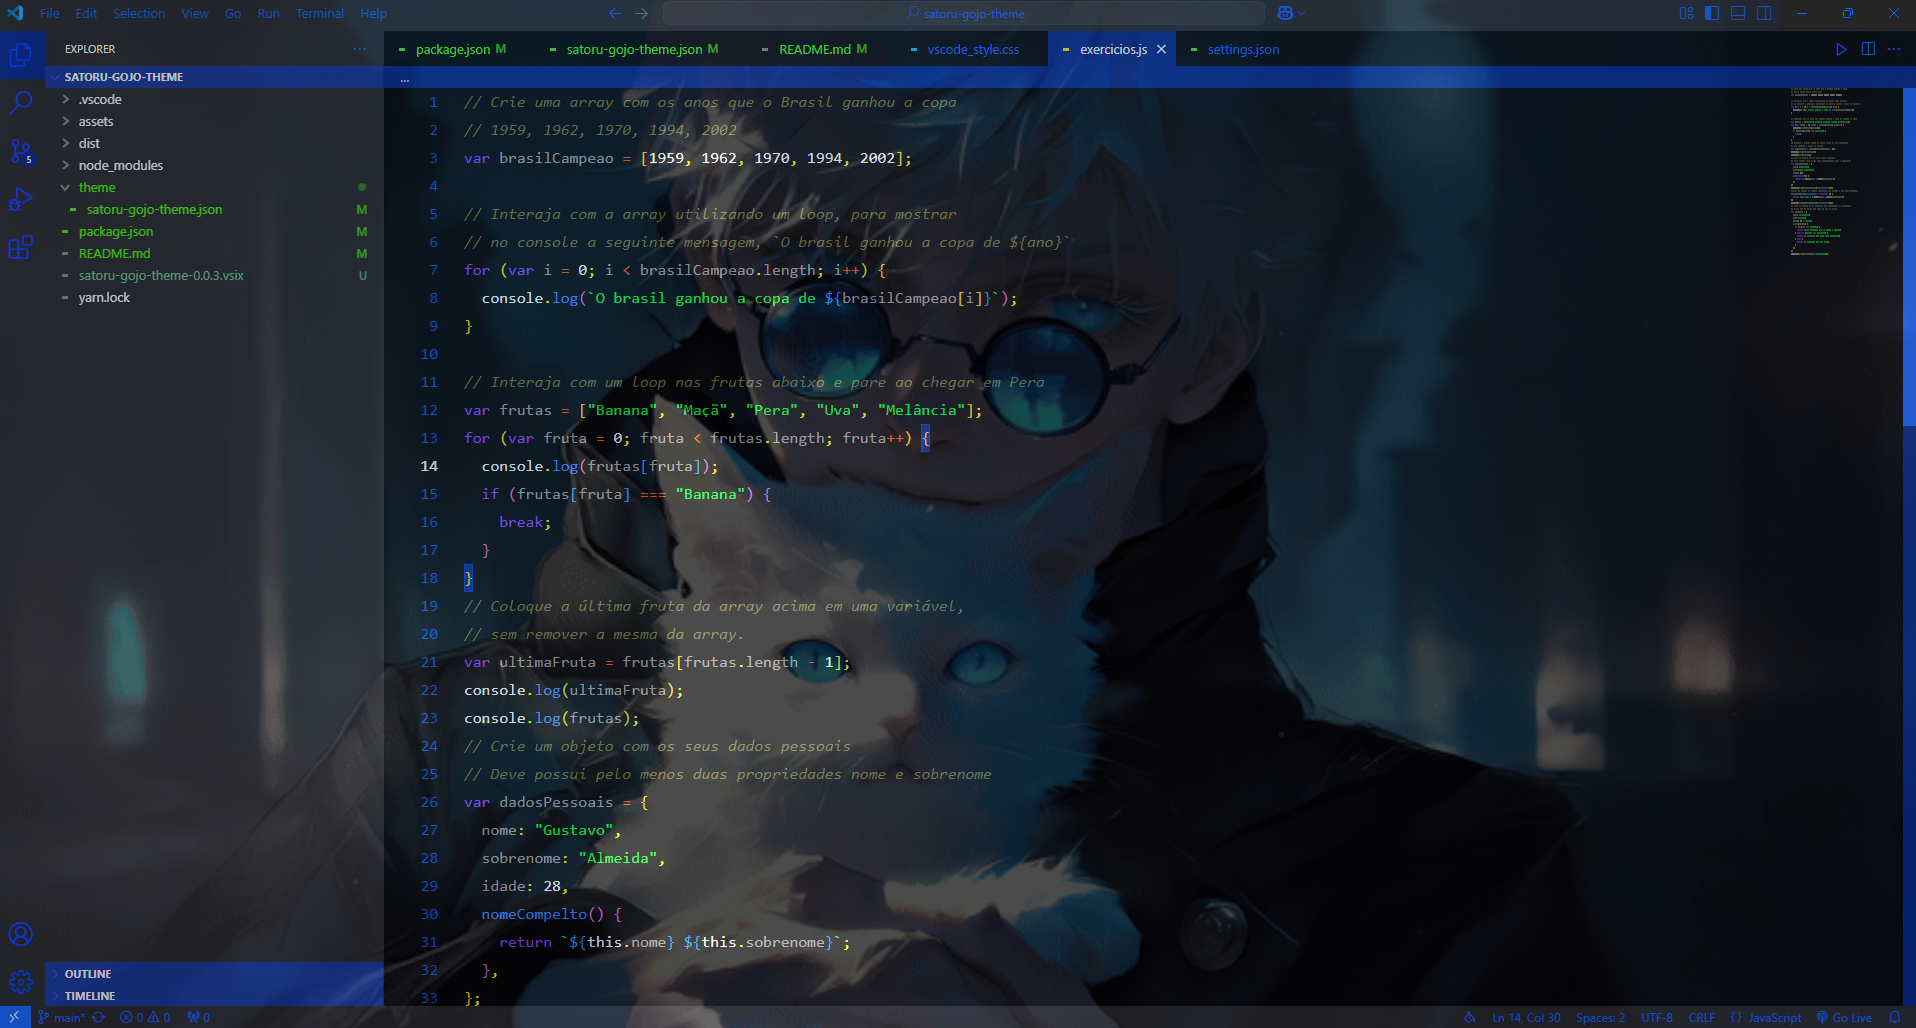 File Edit Selection View Go Run Terminal Help
satoru-gojo-theme
EXPLORER
SATORU-GOJO-THEME
.vscode
assets
dist
node_modules
theme
satoru-gojo-theme.json M
package.json M
README.md M
satoru-gojo-theme-0.0.3.vsix U
yarn.lock
OUTLINE
TIMELINE
5
package.json M satoru-gojo-theme.json M README.md M vscode_style.css exercicios.js settings.json
...
1 // Crie uma array com os anos que o Brasil ganhou a copa
2 // 1959, 1962, 1970, 1994, 2002
3 var brasilCampeao = [1959, 1962, 1970, 1994, 2002];
4
5 // Interaja com a array utilizando um loop, para mostrar
6 // no console a seguinte mensagem, `O brasil ganhou a copa de ${ano}`
7 for (var i = 0; i < brasilCampeao.length; i++) {
8 console.log(`O brasil ganhou a copa de ${brasilCampeao[i]}`);
9 }
10
11 // Interaja com um loop nas frutas abaixo e pare ao chegar em Pera
12 var frutas = ["Banana", "Maçã", "Pera", "Uva", "Melância"];
13 for (var fruta = 0; fruta < frutas.length; fruta++) {
14 console.log(frutas[fruta]);
15 if (frutas[fruta] === "Banana") {
16 break;
17 }
18 }
19 // Coloque a última fruta da array acima em uma variável,
20 // sem remover a mesma da array.
21 var ultimaFruta = frutas[frutas.length - 1];
22 console.log(ultimaFruta);
23 console.log(frutas);
24 // Crie um objeto com os seus dados pessoais
25 // Deve possui pelo menos duas propriedades nome e sobrenome
26 var dadosPessoais = {
27 nome: "Gustavo",
28 sobrenome: "Almeida",
29 idade: 28,
30 nomeCompelto() {
31 return `${this.nome} ${this.sobrenome}`;
32 },
33 };
main* 0 0 0 Ln 14, Col 30 Spaces: 2 UTF-8 CRLF {} JavaScript Go Live